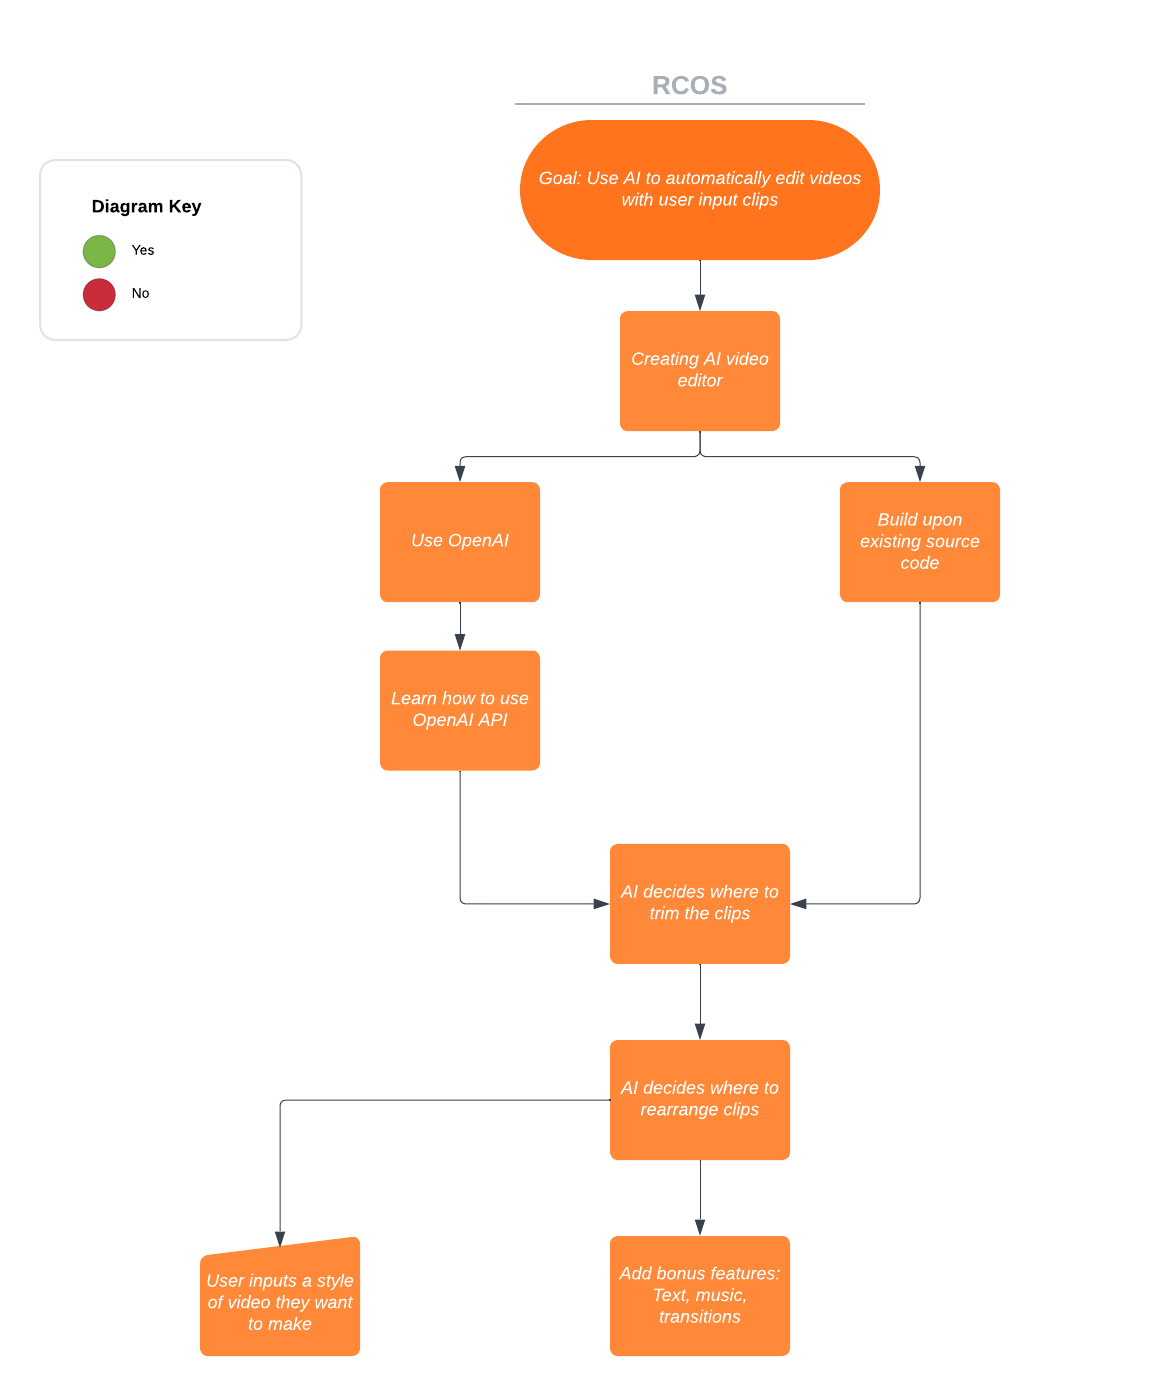 RCOS
Goal: Use AI to automatically edit videos
with user input clips
Diagram Key
Yes
No
Creating AI video
editor
Use OpenAI
Build upon
existing source
code
Learn how to use
OpenAI API
AI decides where to
trim the clips
AI decides where to
rearrange clips
User inputs a style
of video they want
to make
Add bonus features:
Text, music,
transitions